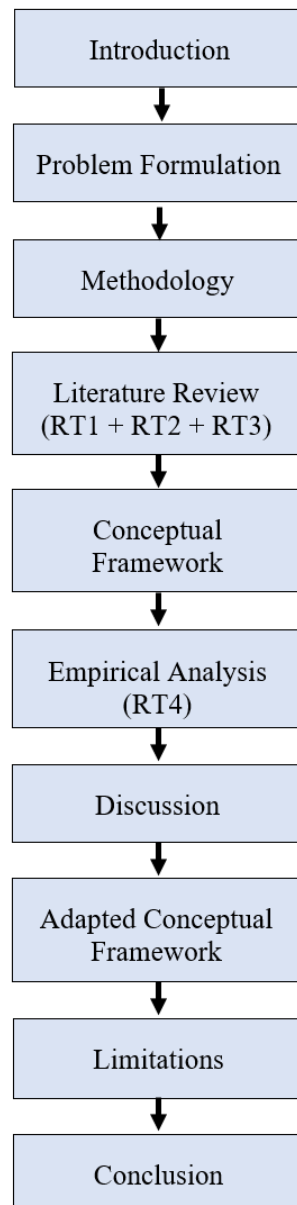 Introduction
Problem Formulation
Methodology
Literature Review
(RT1 + RT2 + RT3)
Conceptual
Framework
Empirical Analysis
(RT4)
Discussion
Adapted Conceptual
Framework
Limitations
Conclusion